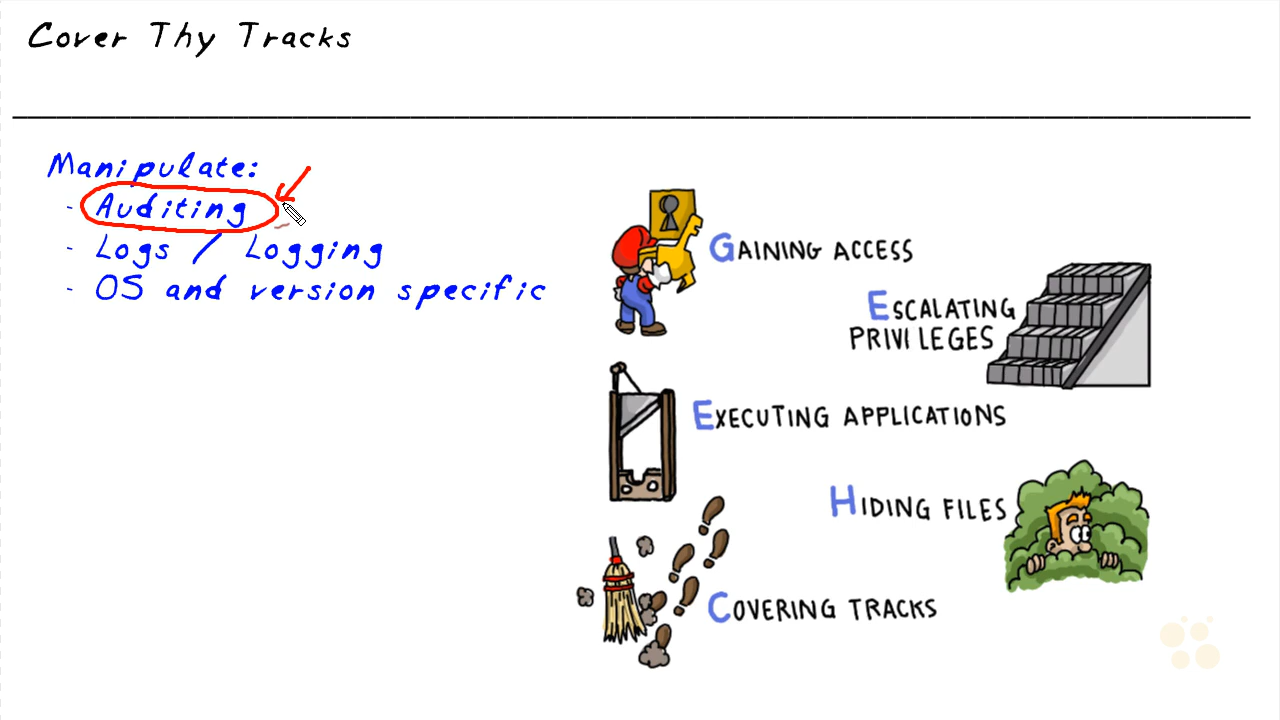 Cover Thy Tracks
Manipulate:
- Auditing
- Logs / Logging
- OS and version specific
GAINING ACCESS
ESCALATING
PRIVILEGES
EXECUTING APPLICATIONS
HIDING FILES
COVERING TRACKS